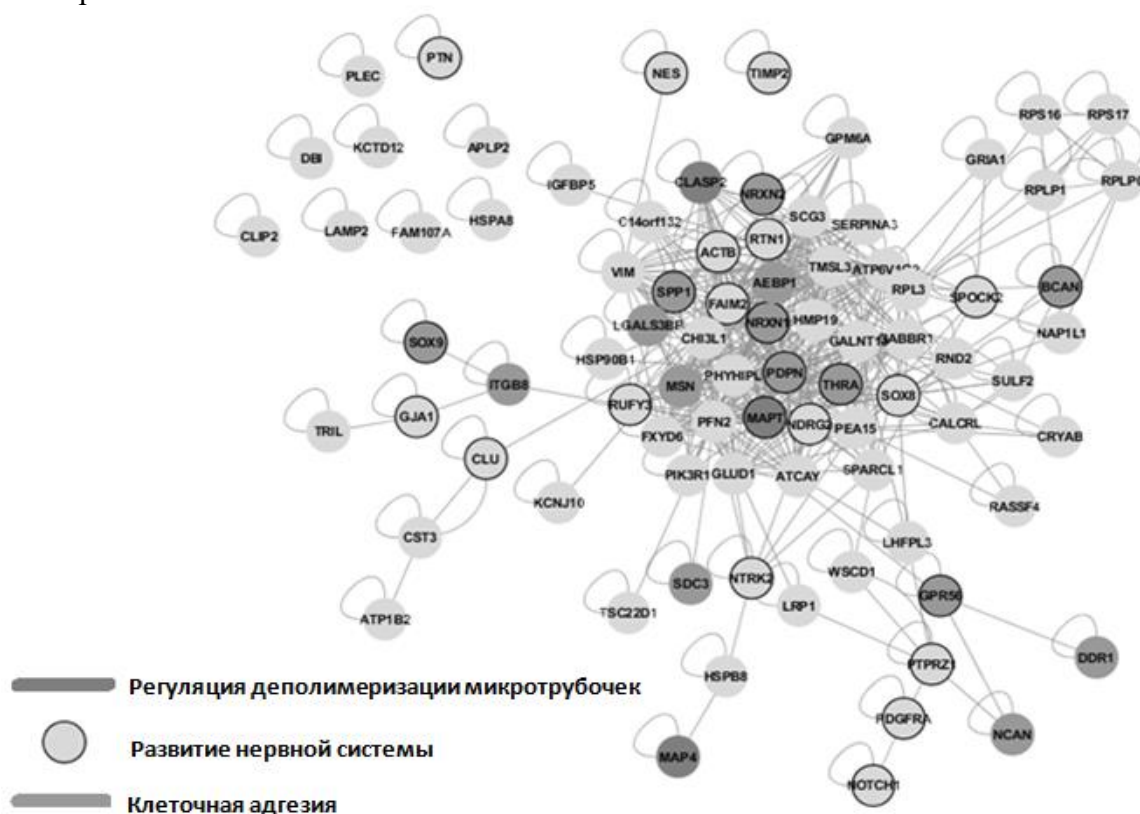 PTN
PLEC
NES
TIMP2
RPS16
RPS17
GPM6A
KCTD12
APLP2
DBI
GRIA1
IGFBP5
CLASP2
NRXN2
RPLP1
C14orf132
SCG3
SERPINA3
HSPA8
CLIP2
LAMP2
FAM107A
ACTB
RTN1
VIM
TMSL3
AEBP1
RPL3
SPP1
SPOCK2
BCAN
FAIM2
NRXN1
HMP19
LGALS3BP
NAP1L1
SOX9
CHI3L1
GALNT13
GABBR1
HSP90B1
RND2
ITGB8
MSN
PHYHIPL
PDPN
THRA
SULF2
SOX8
RUFY3
GJA1
MAPT
NDRG2
PEA15
CALCRL
TRIL
FXYD6
PFN2
CRYAB
CLU
PIK3R1
GLUD1
ATCAY
SPARCL1
KCNJ10
RASSF4
CST3
LHFPL3
WSCD1
SDC3
NTRK2
GPR56
LRP1
TSC22D1
ATP1B2
DDR1
PTPRZ1
HSPB8
Регуляция деполимеризации микротрубочек
PDGFRA
NCAN
Развитие нервной системы
MAP4
NOTCH1
Клеточная адгезия